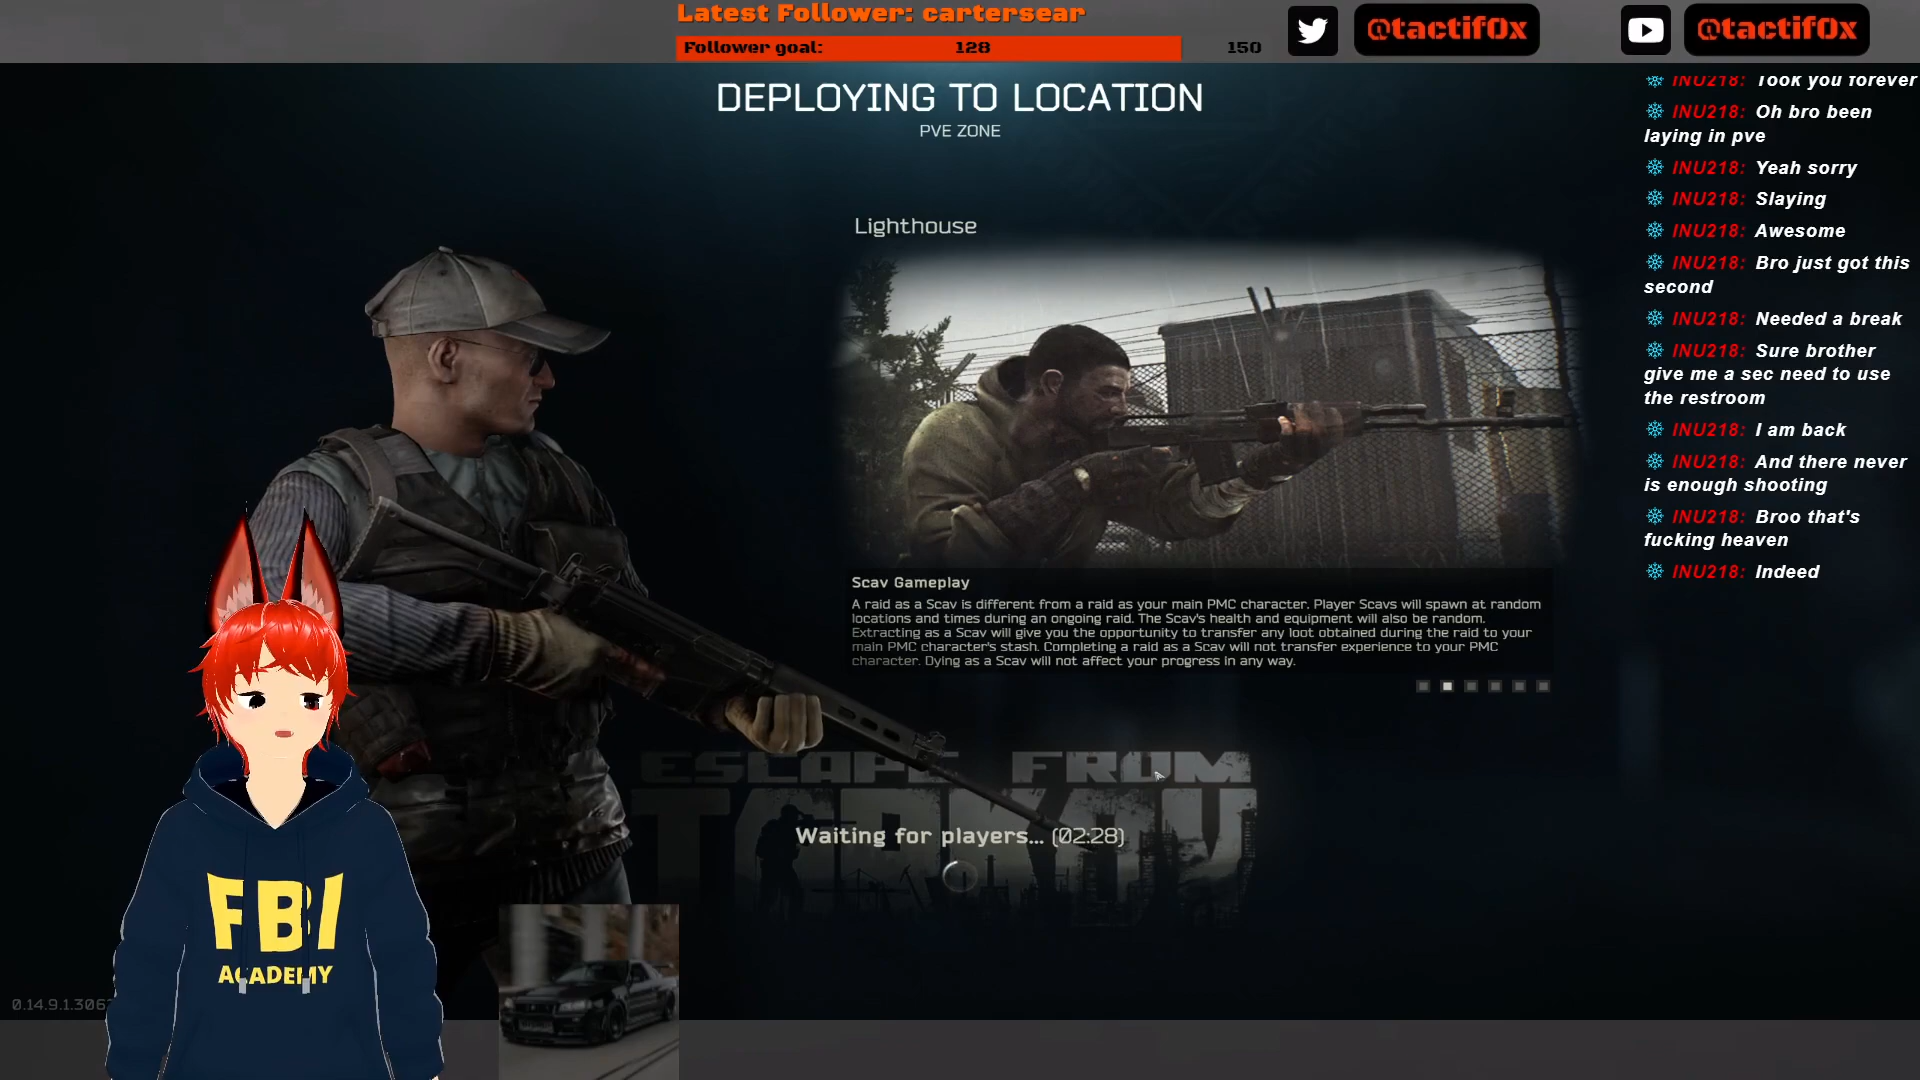 Latest Follower: cartersear
Follower goal: 128 150
@tactif0x
@tactif0x
DEPLOYING TO LOCATION
PVE ZONE
Lighthouse
Scav Gameplay
A raid as a Scav is different from a raid as your main PMC character. Player Scavs will spawn at random
locations and times during an ongoing raid. The Scav's health and equipment will also be random.
Extracting as a Scav will give you the opportunity to transfer any loot obtained during the raid to your
main PMC character's stash. Completing a raid as a Scav will not transfer experience to your PMC
character. Dying as a Scav will not affect your progress in any way.
ESCAPE FROM
TARKOV
Waiting for players... (02:28)
FBI
ACADEMY
INU218: Took you forever
INU218: Oh bro been
laying in pve
INU218: Yeah sorry
INU218: Slaying
INU218: Awesome
INU218: Bro just got this
second
INU218: Needed a break
INU218: Sure brother
give me a sec need to use
the restroom
INU218: I am back
INU218: And there never
is enough shooting
INU218: Broo that's
fucking heaven
INU218: Indeed